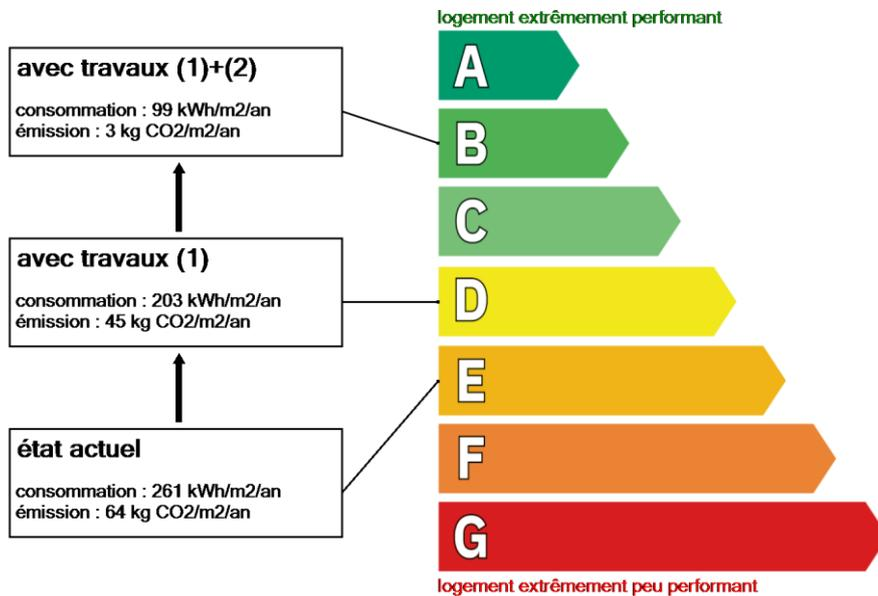 logement extrêmement performant
avec travaux (1)+(2)
consommation : 99 kWh/m2/an
émission : 3 kg CO2/m2/an
avec travaux (1)
consommation : 203 kWh/m2/an
émission : 45 kg CO2/m2/an
état actuel
consommation : 261 kWh/m2/an
émission : 64 kg CO2/m2/an
A
B
C
D
E
F
G
logement extrêmement peu performant